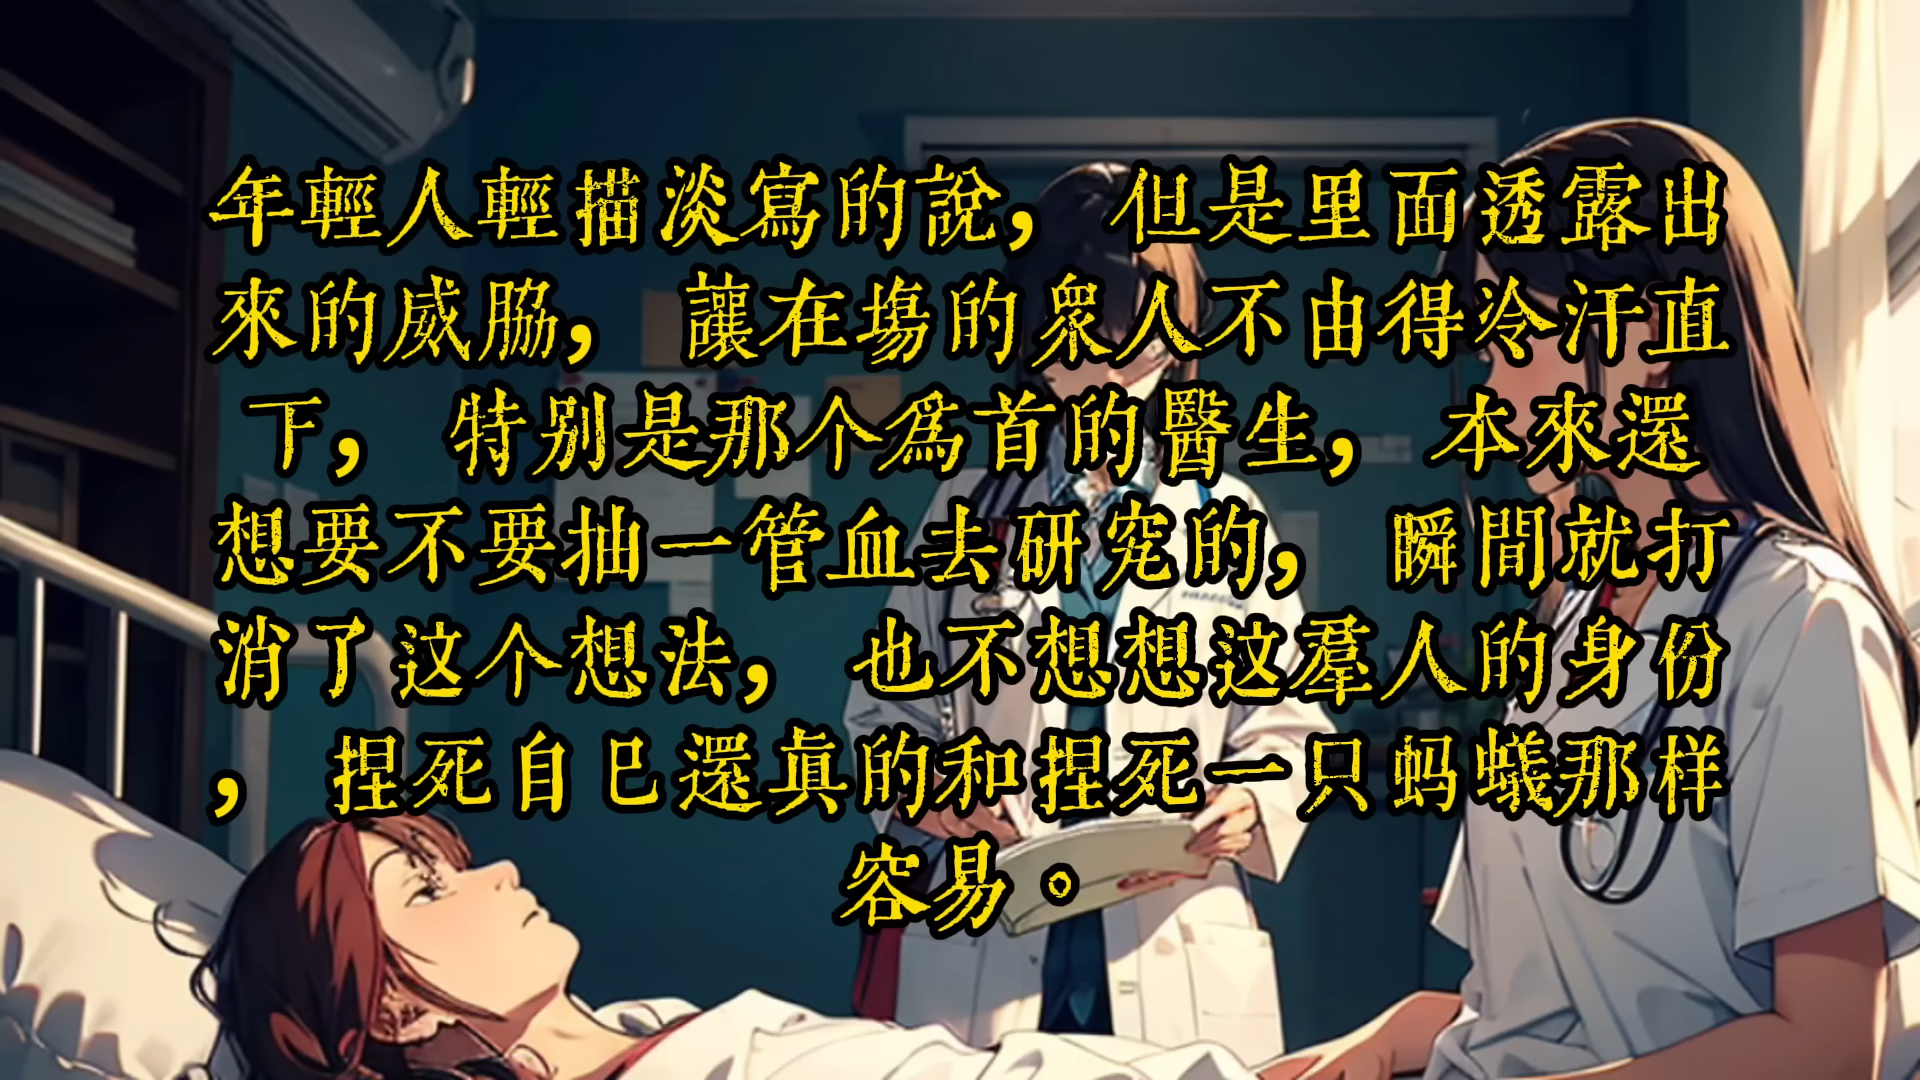 年輕人輕描淡寫的說，但是里面透露出
來的威脇，讓在場的衆人不由得冷汗直
下，特别是那个爲首的醫生，本來還
想要不要抽一管血去研究的，瞬間就打
消了这个想法，也不想想这羣人的身份
，捏死自已還真的和捏死一只蚂蟻那样
容易。